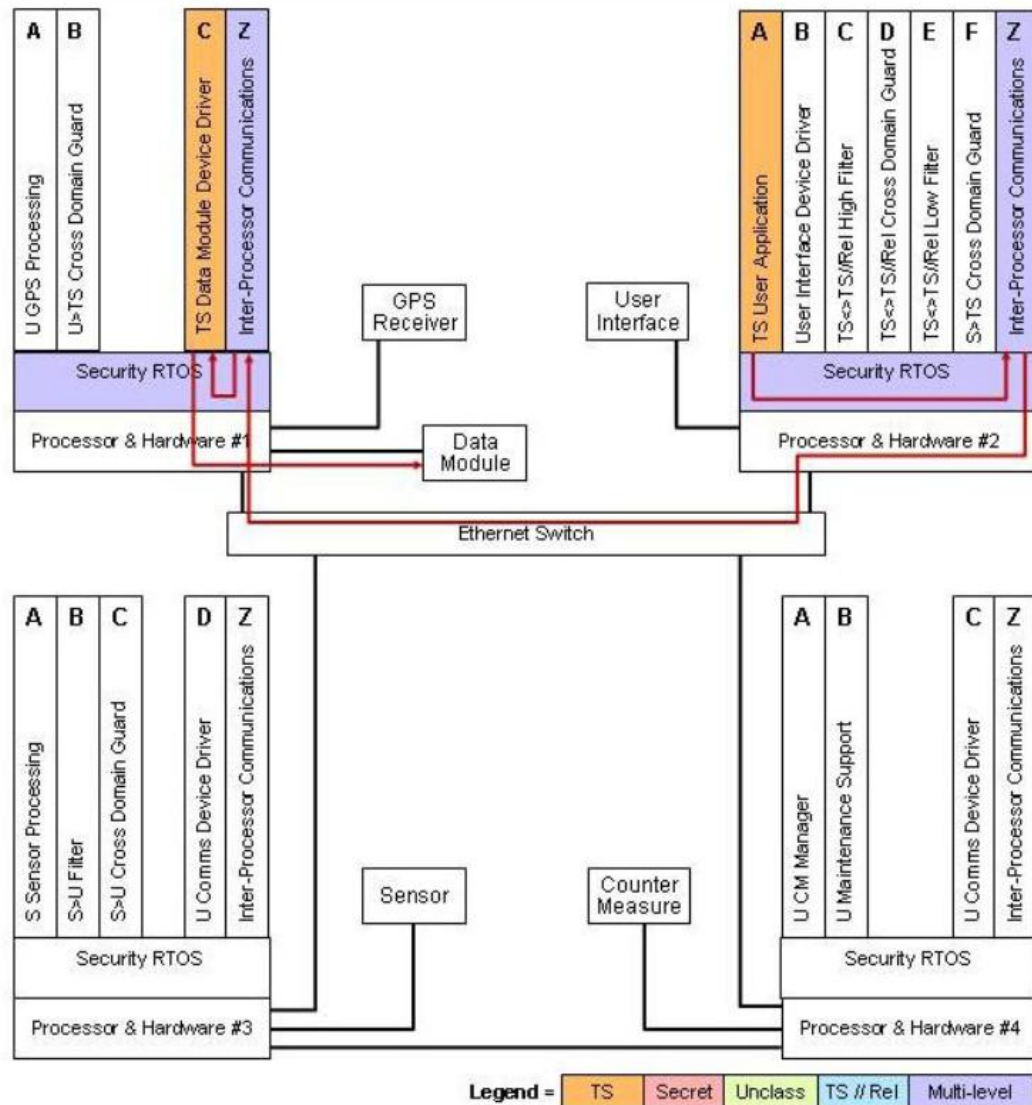 A
U GPS Processing
B
U>TS Cross Domain Guard
C
TS Data Module Device Driver
Z
Inter-Processor Communications
Security RTOS
Processor & Hardware #1
A
TS User Application
B
User Interface Device Driver
C
TS<>TS//Rel High Filter
D
TS<>TS//Rel Cross Domain Guard
E
TS<>TS//Rel Low Filter
F
S>TS Cross Domain Guard
Z
Inter-Processor Communications
Security RTOS
Processor & Hardware #2
GPS
Receiver
User
Interface
Data
Module
Ethernet Switch
A
S Sensor Processing
B
S>U Filter
C
S>U Cross Domain Guard
D
U Comms Device Driver
Z
Inter-Processor Communications
Security RTOS
Processor & Hardware #3
Sensor
Counter
Measure
A
U CM Manager
B
U Maintenance Support
C
U Comms Device Driver
Z
Inter-Processor Communications
Security RTOS
Processor & Hardware #4
Legend = TS Secret Unclass TS // Rel Multi-level